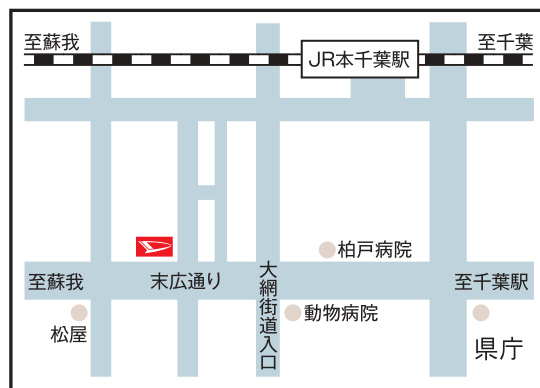 至蘇我
JR本千葉駅
至千葉
柏戸病院
至蘇我
末広通り
大網街道入口
至千葉駅
松屋
動物病院
県庁